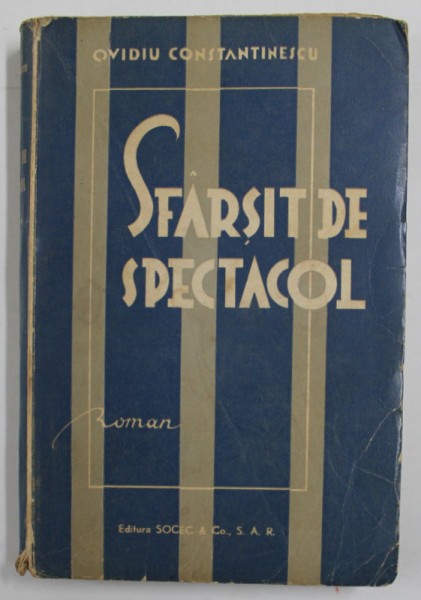 OVIDIU CONSTANTINESCU
SFÂRȘIT DE
SPECTACOL
Roman
Editura SOCEC & Co., S. A. R.